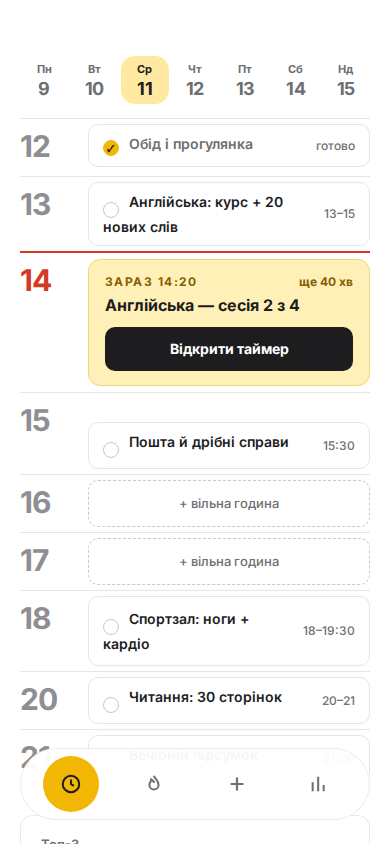 Пн Вт Ср Чт Пт Сб Нд
9 10 11 12 13 14 15
12 Обід і прогулянка готово
13 Англійська: курс + 20 нових слів 13–15
14 ЗАРАЗ 14:20 ще 40 хв
Англійська — сесія 2 з 4
Відкрити таймер
15
Пошта й дрібні справи 15:30
16 + вільна година
17 + вільна година
18 Спортзал: ноги +
кардіо 18–19:30
20 Читання: 30 сторінок 20–21
Вечірній підсумок